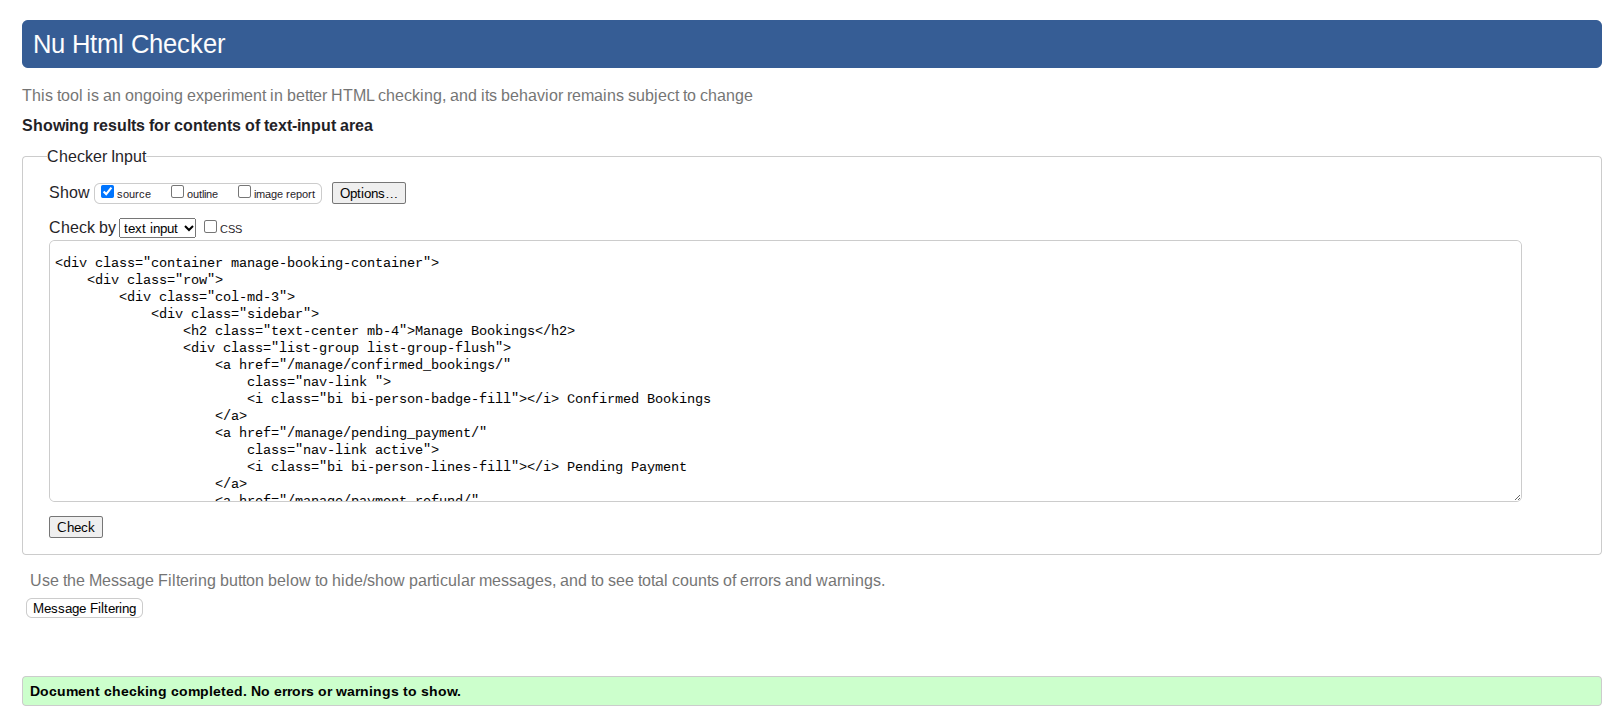 Nu Html Checker
This tool is an ongoing experiment in better HTML checking, and its behavior remains subject to change
Showing results for contents of text-input area
Checker Input
Show source outline image report Options...
Check by text input CSS
<div class="container manage-booking-container">
    <div class="row">
        <div class="col-md-3">
            <div class="sidebar">
                <h2 class="text-center mb-4">Manage Bookings</h2>
                <div class="list-group list-group-flush">
                    <a href="/manage/confirmed_bookings/"
                        class="nav-link ">
                        <i class="bi bi-person-badge-fill"></i> Confirmed Bookings
                    </a>
                    <a href="/manage/pending_payment/"
                        class="nav-link active">
                        <i class="bi bi-person-lines-fill"></i> Pending Payment
                    </a>
                    <a href="/manage/payment_refund/"
Check
Use the Message Filtering button below to hide/show particular messages, and to see total counts of errors and warnings.
Message Filtering
Document checking completed. No errors or warnings to show.